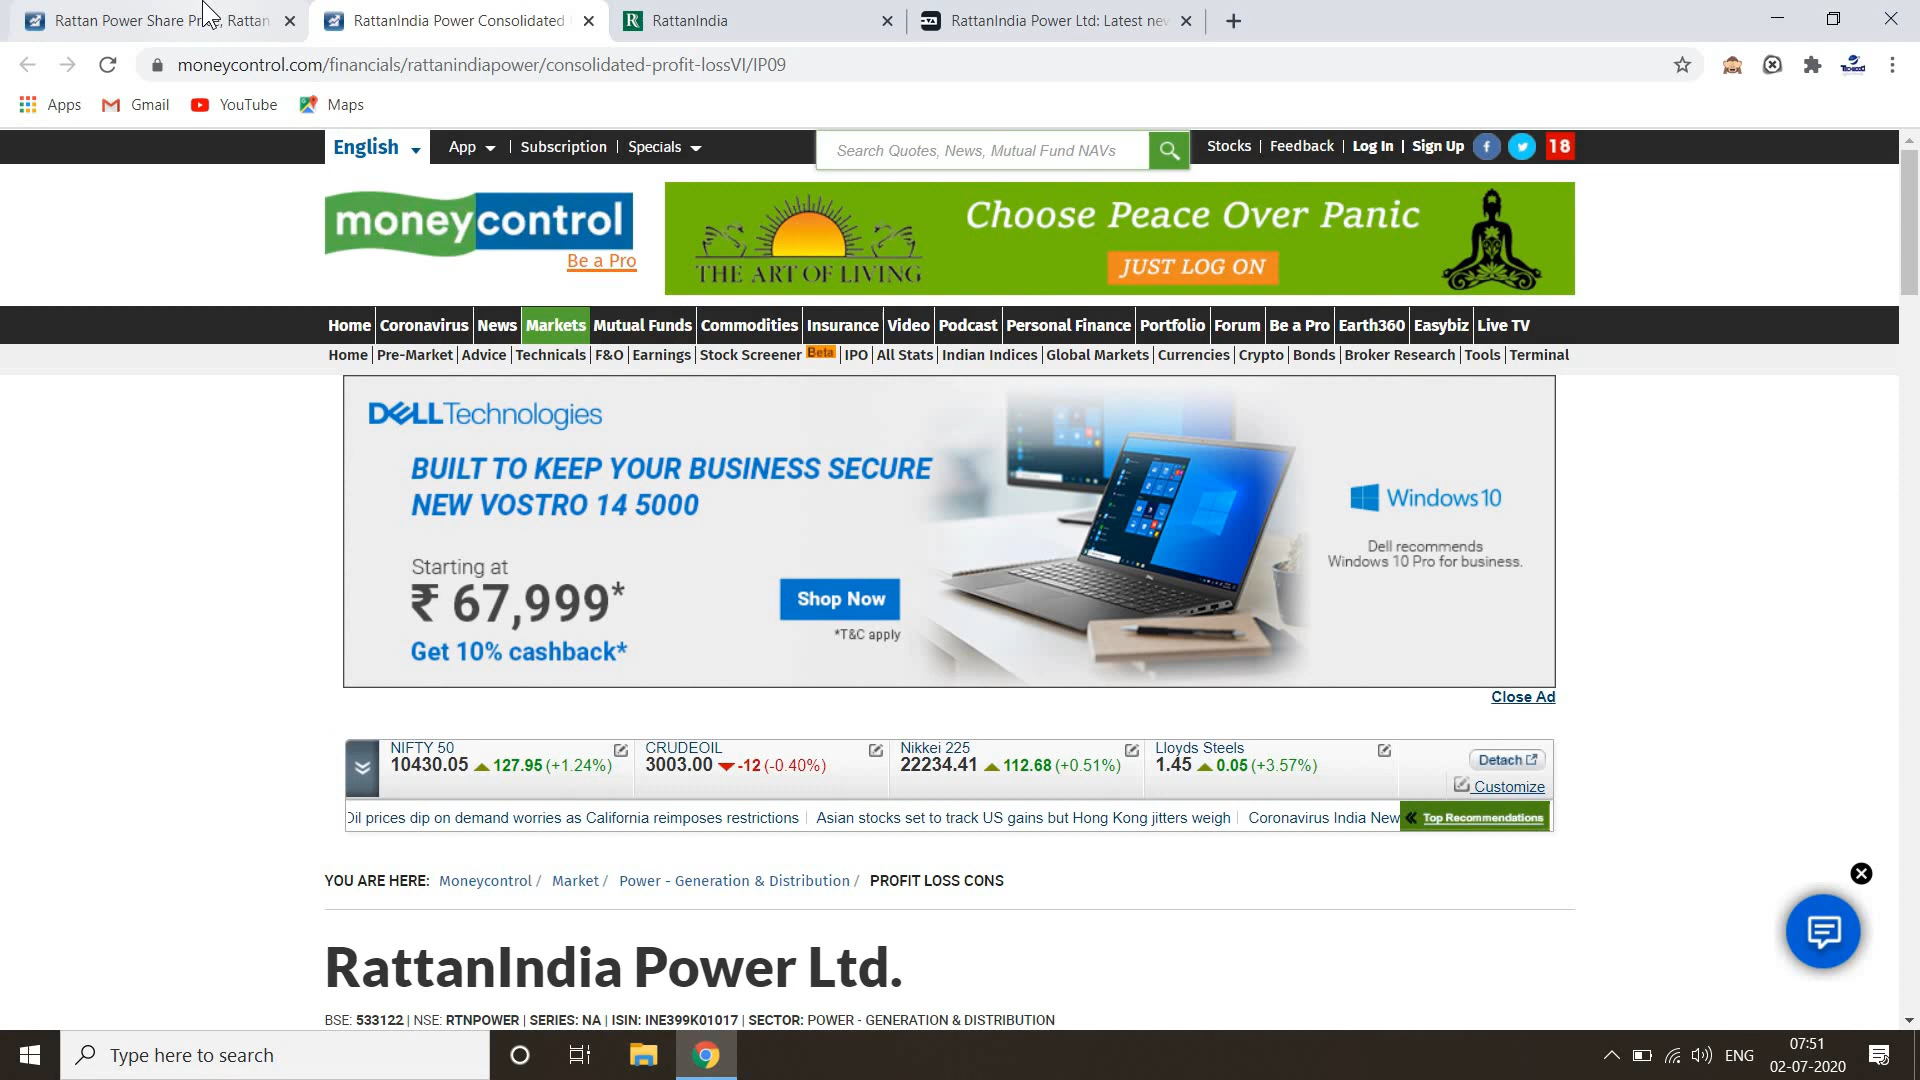 Rattan Power Share Pr Rattan
RattanIndia Power Consolidated
RattanIndia
RattanIndia Power Ltd: Latest nev
moneycontrol.com/financials/rattanindiapower/consolidated-profit-lossVI/IP09
Apps
Gmail
YouTube
Maps
English
App
Subscription
Specials
Search Quotes, News, Mutual Fund NAVs
Stocks
Feedback
Log In
Sign Up
18
moneycontrol
Be a Pro
THE ART OF LIVING
Choose Peace Over Panic
JUST LOG ON
Home Coronavirus News Markets Mutual Funds Commodities Insurance Video Podcast Personal Finance Portfolio Forum Be a Pro Earth360 Easybiz Live TV
Home Pre-Market Advice Technicals F&O Earnings Stock Screener Beta IPO All Stats Indian Indices Global Markets Currencies Crypto Bonds Broker Research Tools Terminal
DELL Technologies
BUILT TO KEEP YOUR BUSINESS SECURE
NEW VOSTRO 14 5000
Starting at
₹ 67,999*
Get 10% cashback*
Shop Now
*T&C apply
Windows 10
Dell recommends
Windows 10 Pro for business.
Close Ad
NIFTY 50
10430.05 127.95 (+1.24%)
CRUDEOIL
3003.00 -12 (-0.40%)
Nikkei 225
22234.41 112.68 (+0.51%)
Lloyds Steels
1.45 0.05 (+3.57%)
Detach
Customize
Oil prices dip on demand worries as California reimposes restrictions
Asian stocks set to track US gains but Hong Kong jitters weigh
Coronavirus India New
Top Recommendations
YOU ARE HERE: Moneycontrol / Market / Power - Generation & Distribution / PROFIT LOSS CONS
RattanIndia Power Ltd.
BSE: 533122 | NSE: RTNPOWER | SERIES: NA | ISIN: INE399K01017 | SECTOR: POWER - GENERATION & DISTRIBUTION
Type here to search
ENG
07:51
02-07-2020